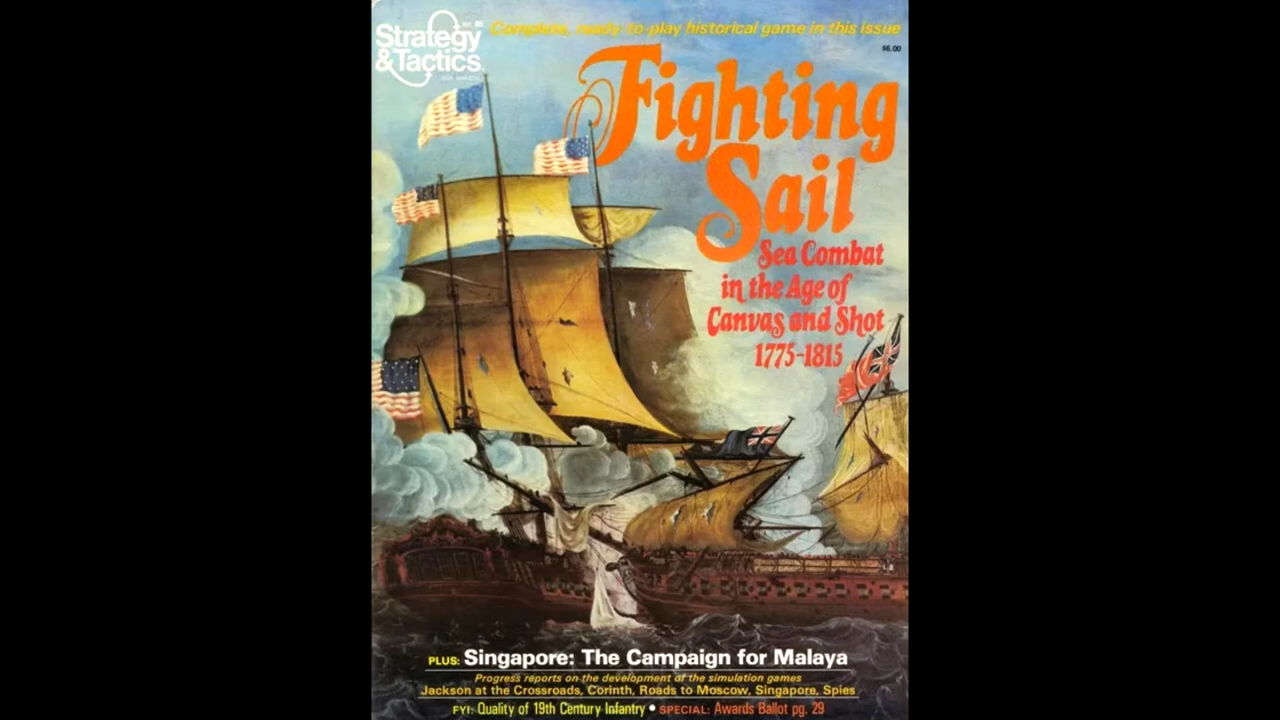 Strategy
&Tactics
Complete, ready-to-play historical game in this issue
$6.00
Fighting
Sail
Sea Combat
in the Age of
Canvas and Shot
1775-1815
PLUS: Singapore: The Campaign for Malaya
Progress reports on the development of the simulation games
Jackson at the Crossroads, Corinth, Roads to Moscow, Singapore, Spies
FYI: Quality of 19th Century Infantry • SPECIAL: Awards Ballot pg. 29